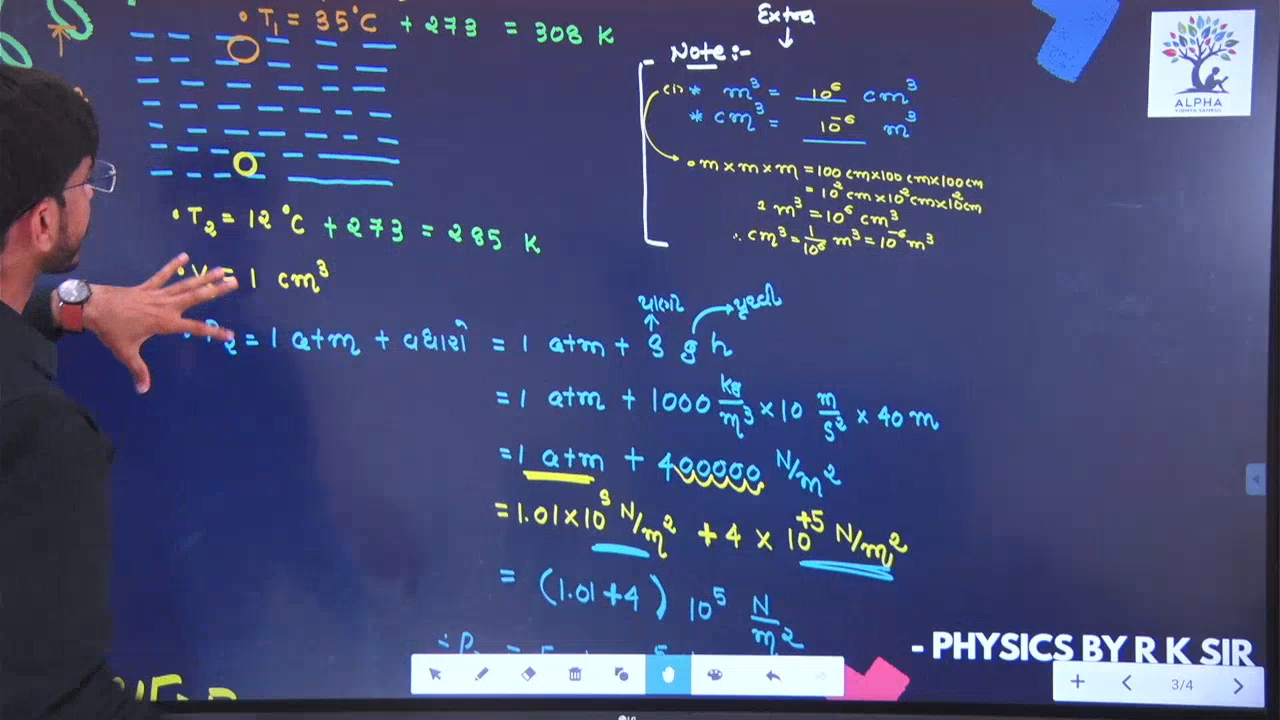 • T₁ = 35°C + 273 = 308 K
Extra
↓
Note:-
(1) * m³ = 10⁶ cm³
* cm³ = 10⁻⁶ m³
• m × m × m = 100 cm×100 cm×100 cm
= 10² cm×10² cm×10² cm
1 m³ = 10⁶ cm³
∴ cm³ = 1/10⁶ m³ = 10⁻⁶ m³
• T₂ = 12°C + 273 = 285 K
= 1 cm³
પાણી
પૃથ્વી
P₂ = 1 atm + વધારો = 1 atm + ρ g h
= 1 atm + 1000 kg/m³ × 10 m/s² × 40 m
= 1 atm + 400000 N/m²
= 1.01 × 10⁵ N/m² + 4 × 10⁺⁵ N/m²
= (1.01+4) 10⁵ N/m²
ALPHA
VIDHYA SANKUL
- PHYSICS BY R K SIR
3/4